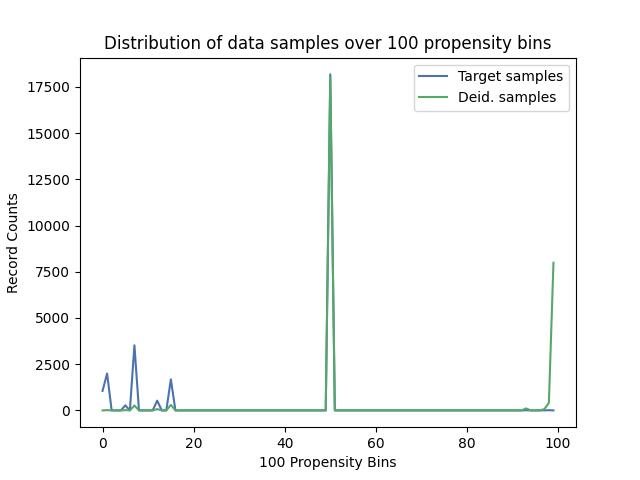 Distribution of data samples over 100 propensity bins
Target samples
Deid. samples
17500
15000
12500
10000
7500
5000
2500
0
Record Counts
0 20 40 60 80 100
100 Propensity Bins